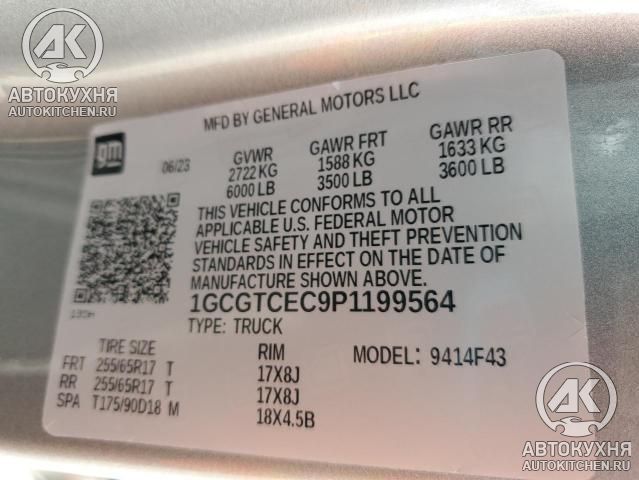 AK
АВТОКУХНЯ
AUTOKITCHEN.RU
MFD BY GENERAL MOTORS LLC
gm
06/23
GVWR GAWR FRT GAWR RR
2722 KG 1588 KG 1633 KG
6000 LB 3500 LB 3600 LB
THIS VEHICLE CONFORMS TO ALL
APPLICABLE U.S. FEDERAL MOTOR
VEHICLE SAFETY AND THEFT PREVENTION
STANDARDS IN EFFECT ON THE DATE OF
MANUFACTURE SHOWN ABOVE.
1GCGTCEC9P1199564
TYPE: TRUCK
TIRE SIZE RIM MODEL: 9414F43
FRT 255/65R17 T 17X8J
RR 255/65R17 T 17X8J
SPA T175/90D18 M 18X4.5B
AK
АВТОКУХНЯ
AUTOKITCHEN.RU